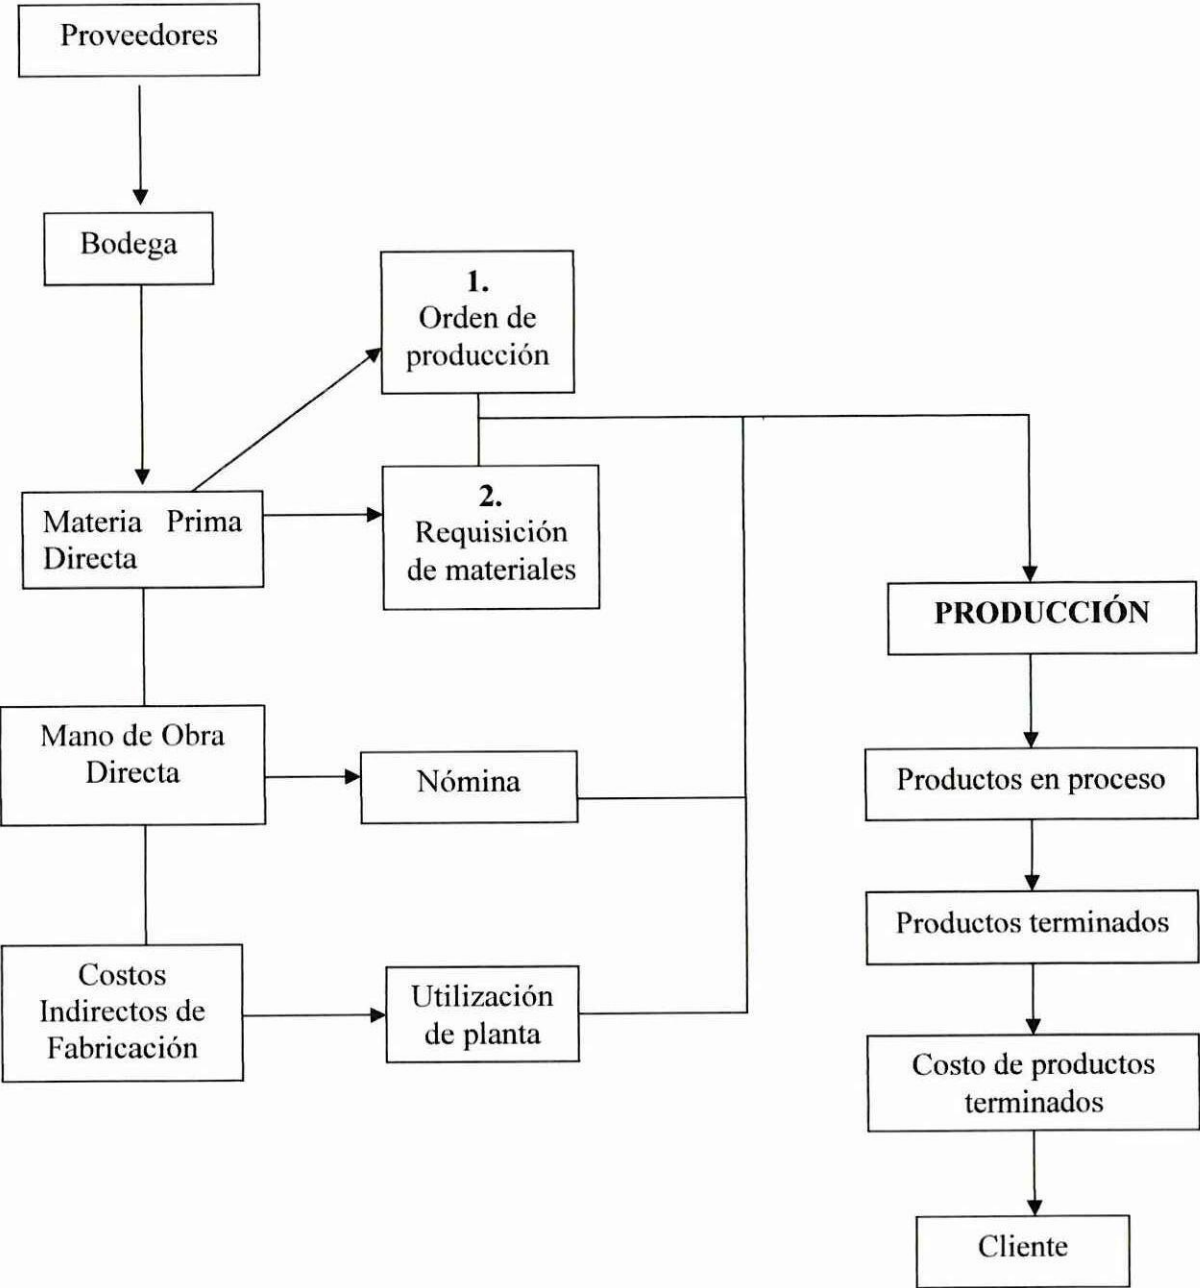 Proveedores
Bodega
1.
Orden de
producción
2.
Requisición
de materiales
Materia Prima
Directa
PRODUCCIÓN
Mano de Obra
Directa
Nómina
Productos en proceso
Productos terminados
Costos
Indirectos de
Fabricación
Utilización
de planta
Costo de productos
terminados
Cliente